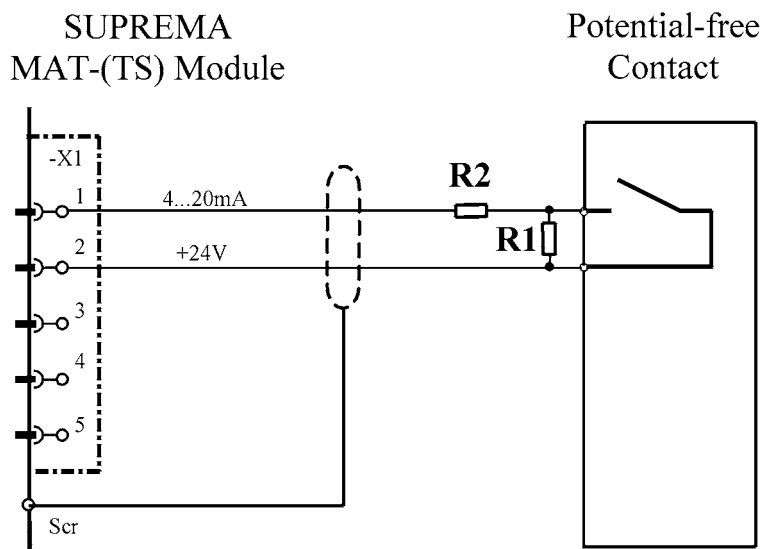 SUPREMA
MAT-(TS) Module
Potential-free
Contact
-X1
1
4...20mA
R2
R1
2
+24V
3
4
5
Scr